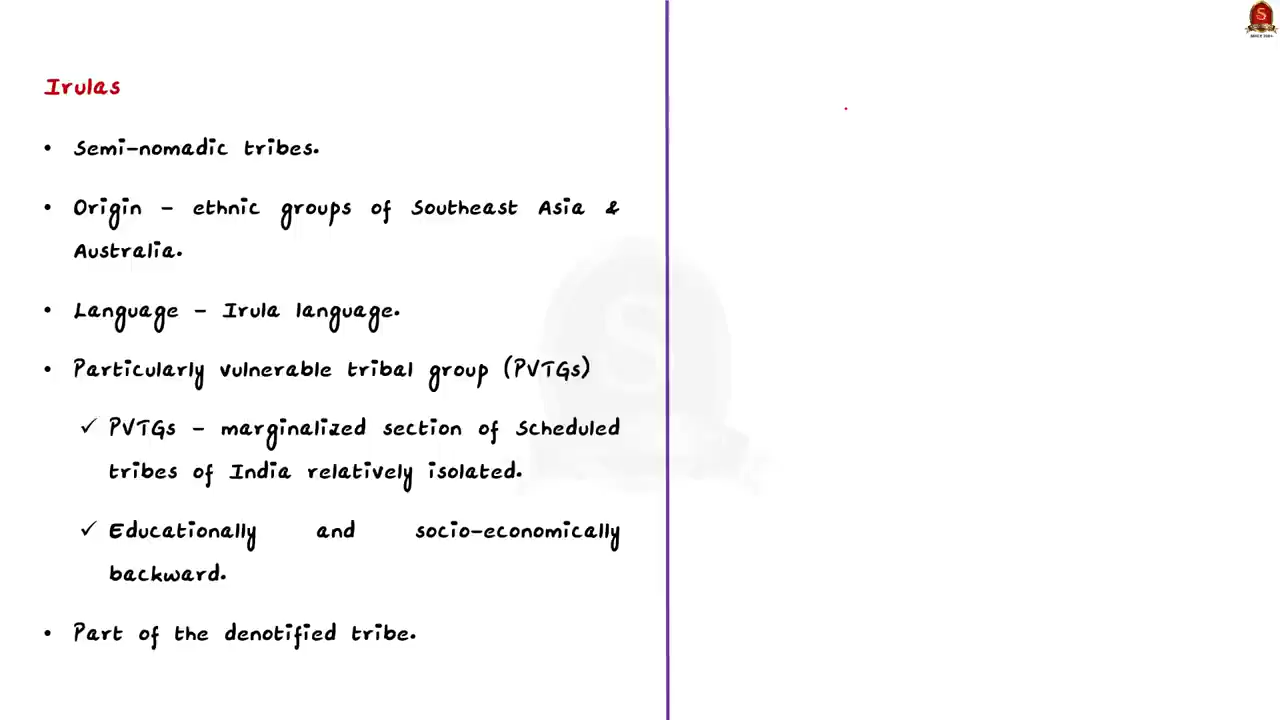 Irulas
• Semi-nomadic tribes.
• Origin – ethnic groups of Southeast Asia &
Australia.
• Language – Irula language.
• Particularly vulnerable tribal group (PVTGs)
✓ PVTGs – marginalized section of Scheduled
tribes of India relatively isolated.
✓ Educationally and socio-economically
backward.
• Part of the denotified tribe.
S